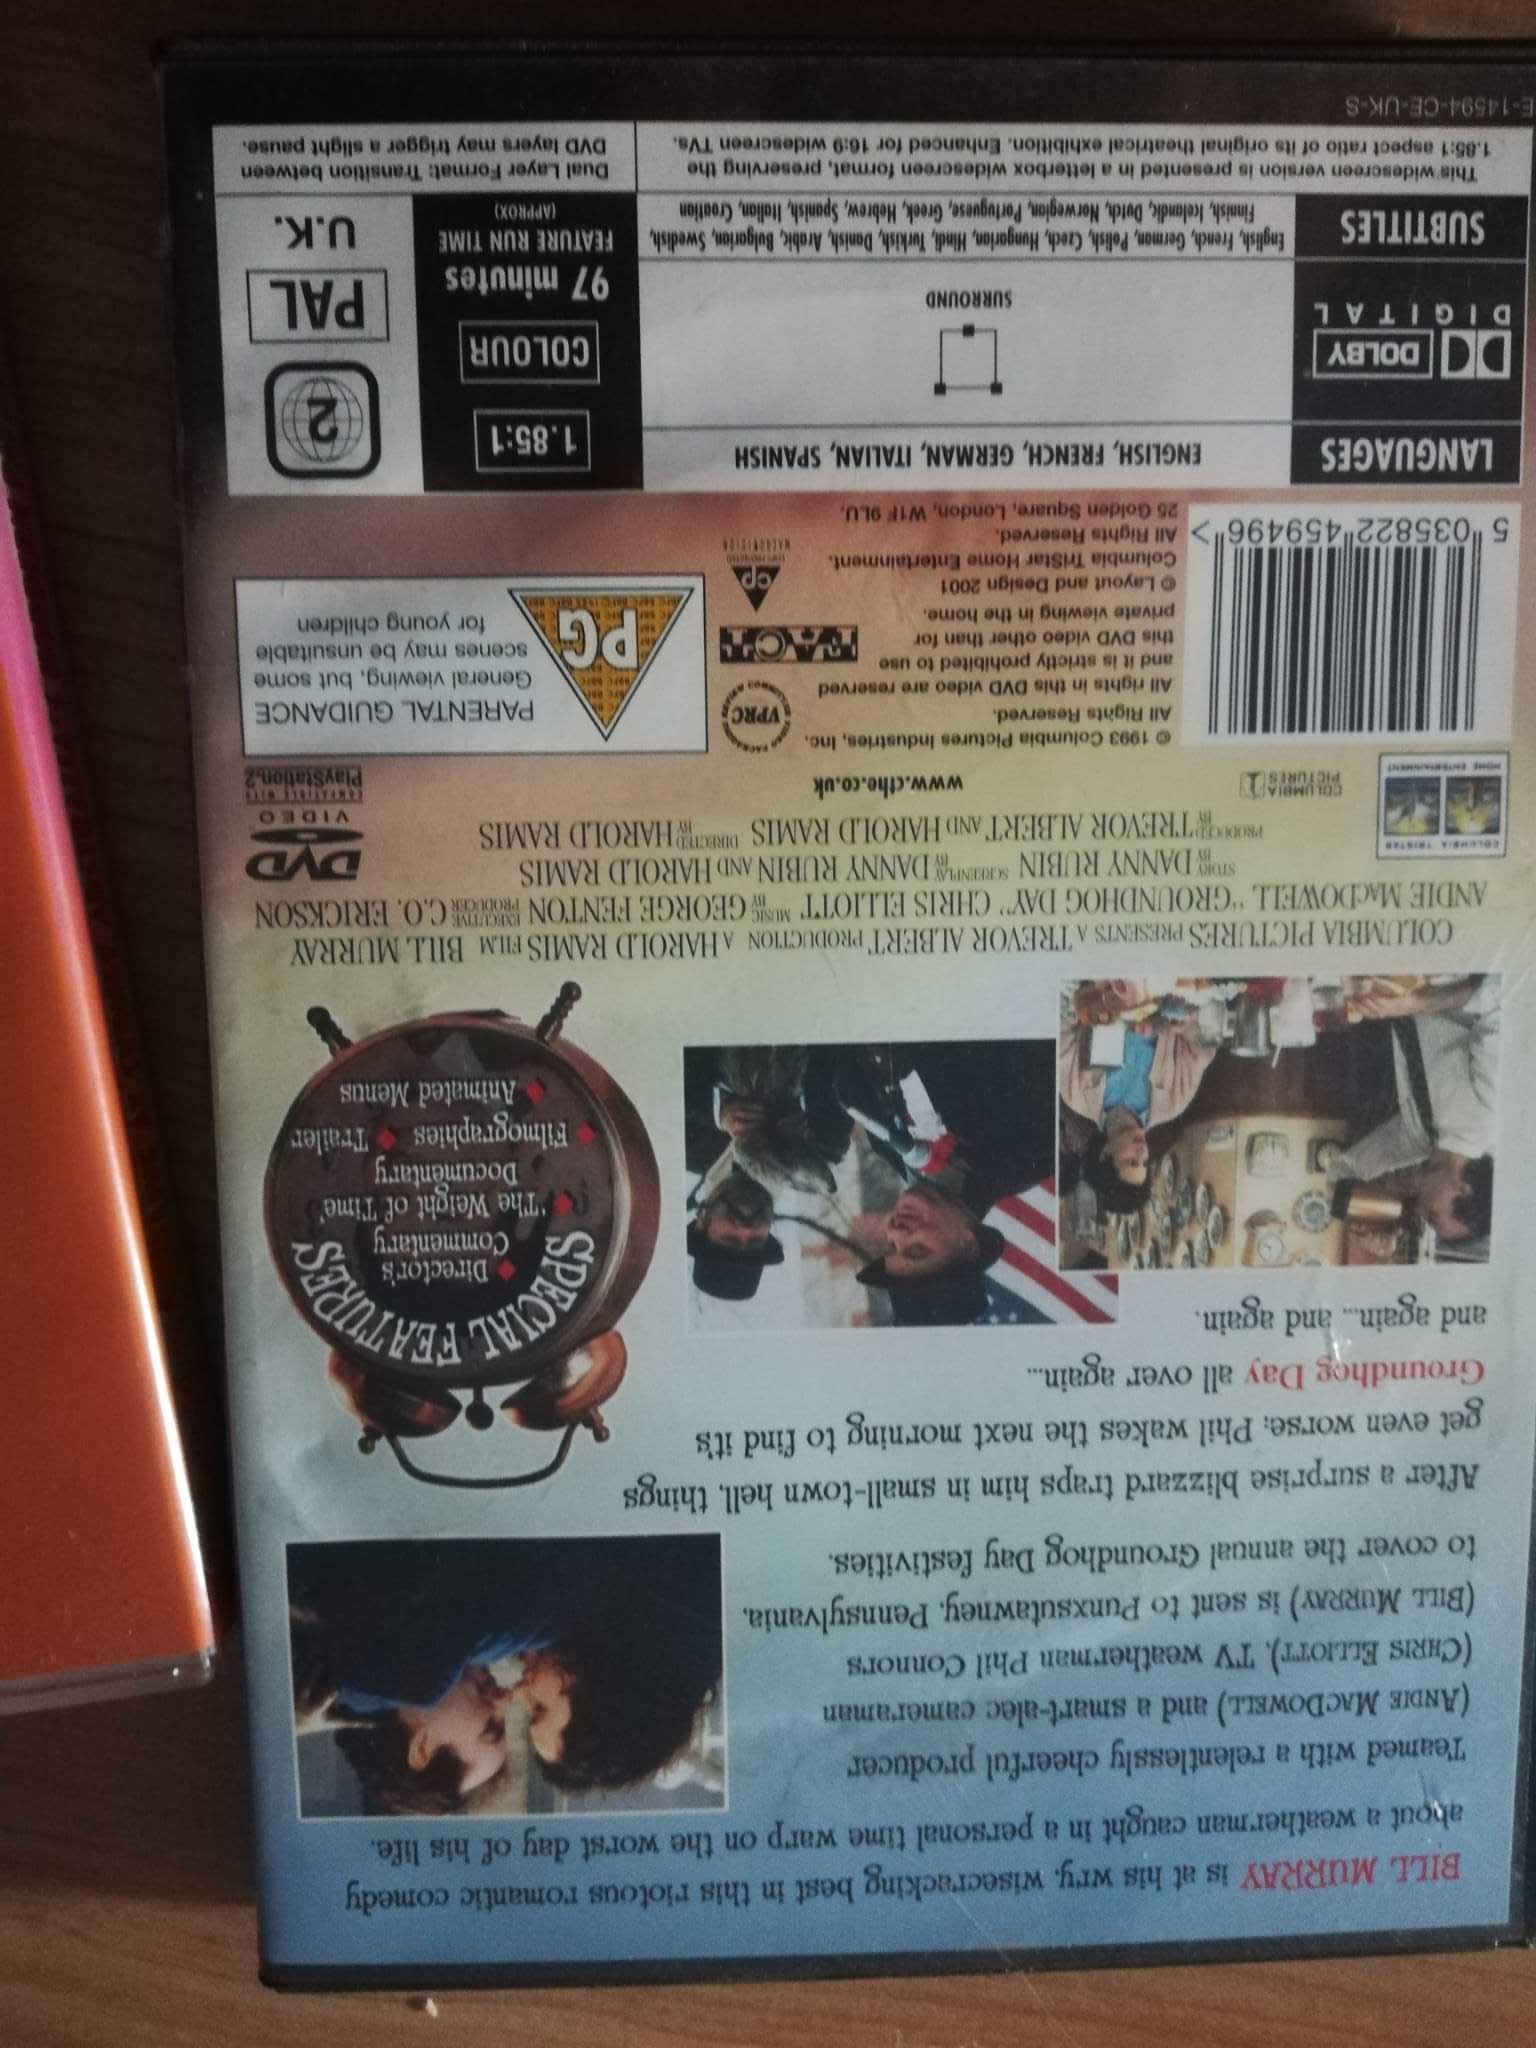 BILL MURRAY is at his wry, wisecracking best in this riotous romantic comedy
about a weatherman caught in a personal time warp on the worst day of his life.
Teamed with a relentlessly cheerful producer
(ANDIE MACDOWELL) and a smart-alec cameraman
(CHRIS ELLIOTT), TV weatherman Phil Connors
(BILL MURRAY) is sent to Punxsutawney, Pennsylvania,
to cover the annual Groundhog Day festivities.
After a surprise blizzard traps him in small-town hell, things
get even worse: Phil wakes the next morning to find it's
Groundhog Day all over again...
and again... and again.
SPECIAL FEATURES
♦ Director's
Commentary
♦ 'The Weight of Time'
Documentary
♦ Filmographies ♦ Trailer
♦ Animated Menus
COLUMBIA PICTURES PRESENTS A TREVOR ALBERT PRODUCTION A HAROLD RAMIS FILM BILL MURRAY
ANDIE MACDOWELL "GROUNDHOG DAY" CHRIS ELLIOTT MUSIC BY GEORGE FENTON EXECUTIVE PRODUCER C.O. ERICKSON
STORY BY DANNY RUBIN SCREENPLAY BY DANNY RUBIN AND HAROLD RAMIS
PRODUCED BY TREVOR ALBERT AND HAROLD RAMIS DIRECTED BY HAROLD RAMIS
DVD
VIDEO
COMPATIBLE WITH
PlayStation.2
COLUMBIA TRISTAR
HOME ENTERTAINMENT
COLUMBIA
PICTURES
www.cthe.co.uk
5 035822 459496 >
© 1993 Columbia Pictures Industries, Inc.
All Rights Reserved.
All rights in this DVD video are reserved
and it is strictly prohibited to use
this DVD video other than for
private viewing in the home.
© Layout and Design 2001
Columbia TriStar Home Entertainment.
All Rights Reserved.
25 Golden Square, London, W1F 9LU.
VPRC
FACT
cp
MACROVISION
PG
PARENTAL GUIDANCE
General viewing, but some
scenes may be unsuitable
for young children
LANGUAGES
ENGLISH, FRENCH, GERMAN, ITALIAN, SPANISH
DOLBY
DIGITAL
SURROUND
SUBTITLES
English, French, German, Polish, Czech, Hungarian, Hindi, Turkish, Danish, Arabic, Bulgarian, Swedish,
Finnish, Icelandic, Dutch, Norwegian, Portuguese, Greek, Hebrew, Spanish, Italian, Croatian
1.85:1
COLOUR
97 minutes
FEATURE RUN TIME
(APPROX)
2
PAL
U.K.
This widescreen version is presented in a letterbox widescreen format, preserving the
1.85:1 aspect ratio of its original theatrical exhibition. Enhanced for 16:9 widescreen TVs.
Dual Layer Format: Transition between
DVD layers may trigger a slight pause.
E-14594-CE-UK-S